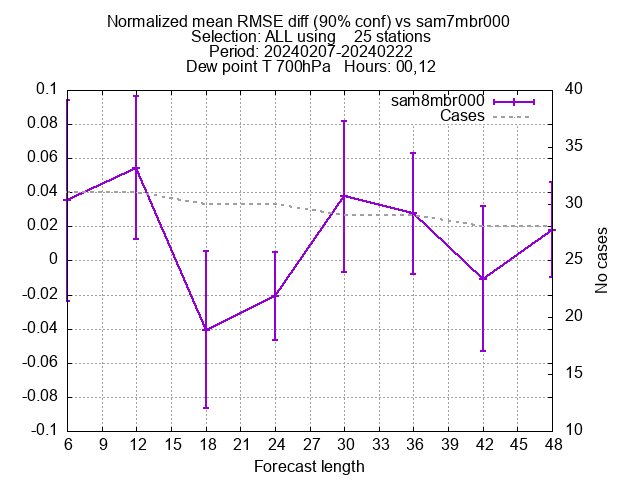 Normalized mean RMSE diff (90% conf) vs sam7mbr000
Selection: ALL using    25 stations
Period: 20240207-20240222
Dew point T 700hPa   Hours: 00,12
sam8mbr000
Cases
0.1
0.08
0.06
0.04
0.02
0
-0.02
-0.04
-0.06
-0.08
-0.1
40
35
30
25
20
15
10
No cases
6 9 12 15 18 21 24 27 30 33 36 39 42 45 48
Forecast length